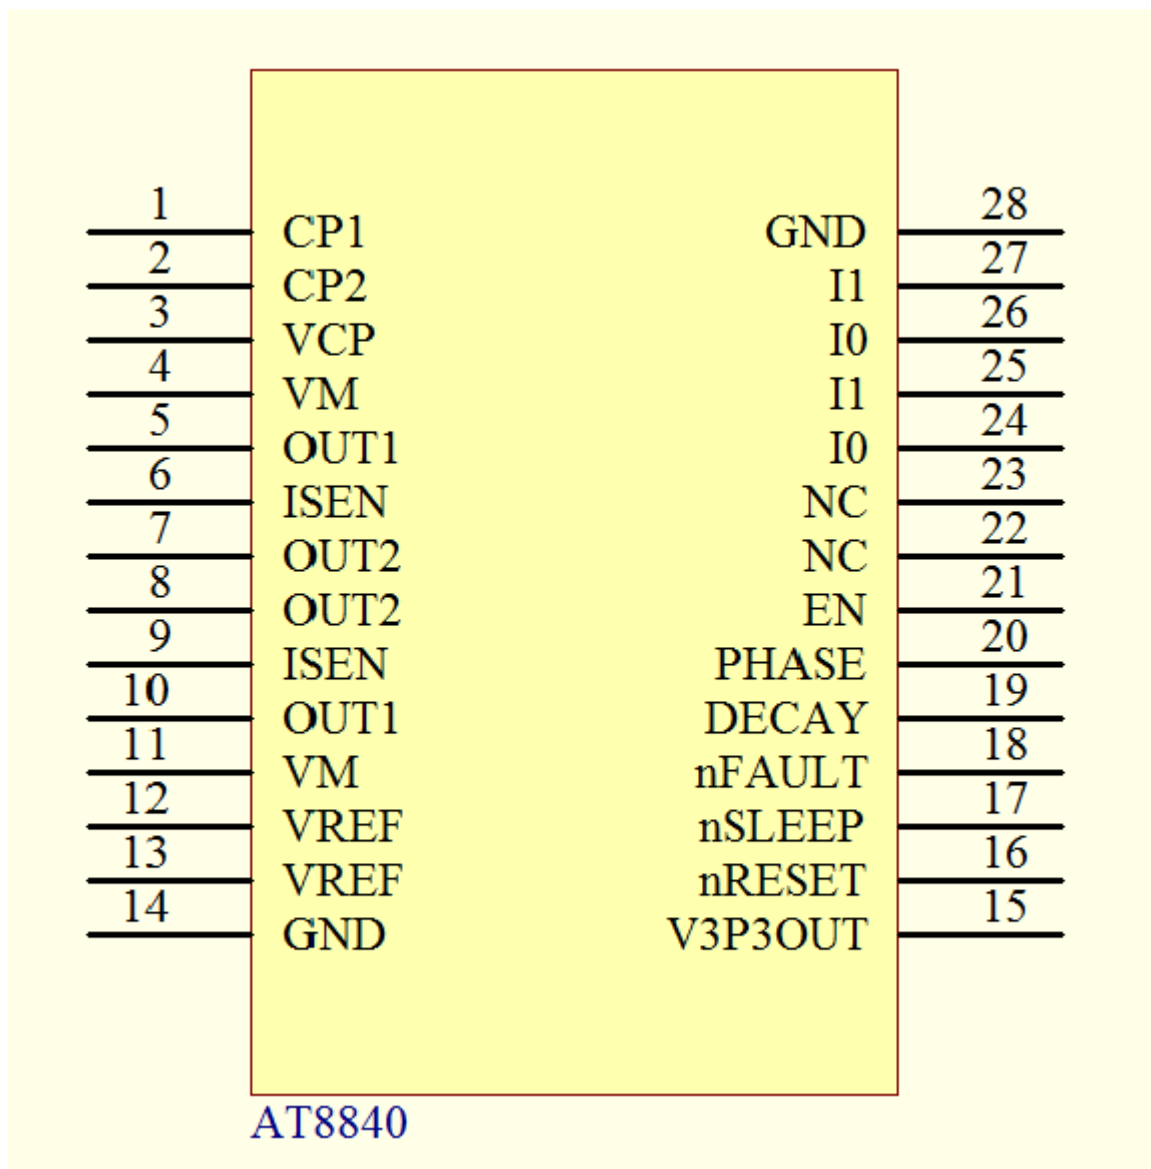 1 CP1 GND 28
2 CP2 I1 27
3 VCP I0 26
4 VM I1 25
5 OUT1 I0 24
6 ISEN NC 23
7 OUT2 NC 22
8 OUT2 EN 21
9 ISEN PHASE 20
10 OUT1 DECAY 19
11 VM nFAULT 18
12 VREF nSLEEP 17
13 VREF nRESET 16
14 GND V3P3OUT 15
AT8840